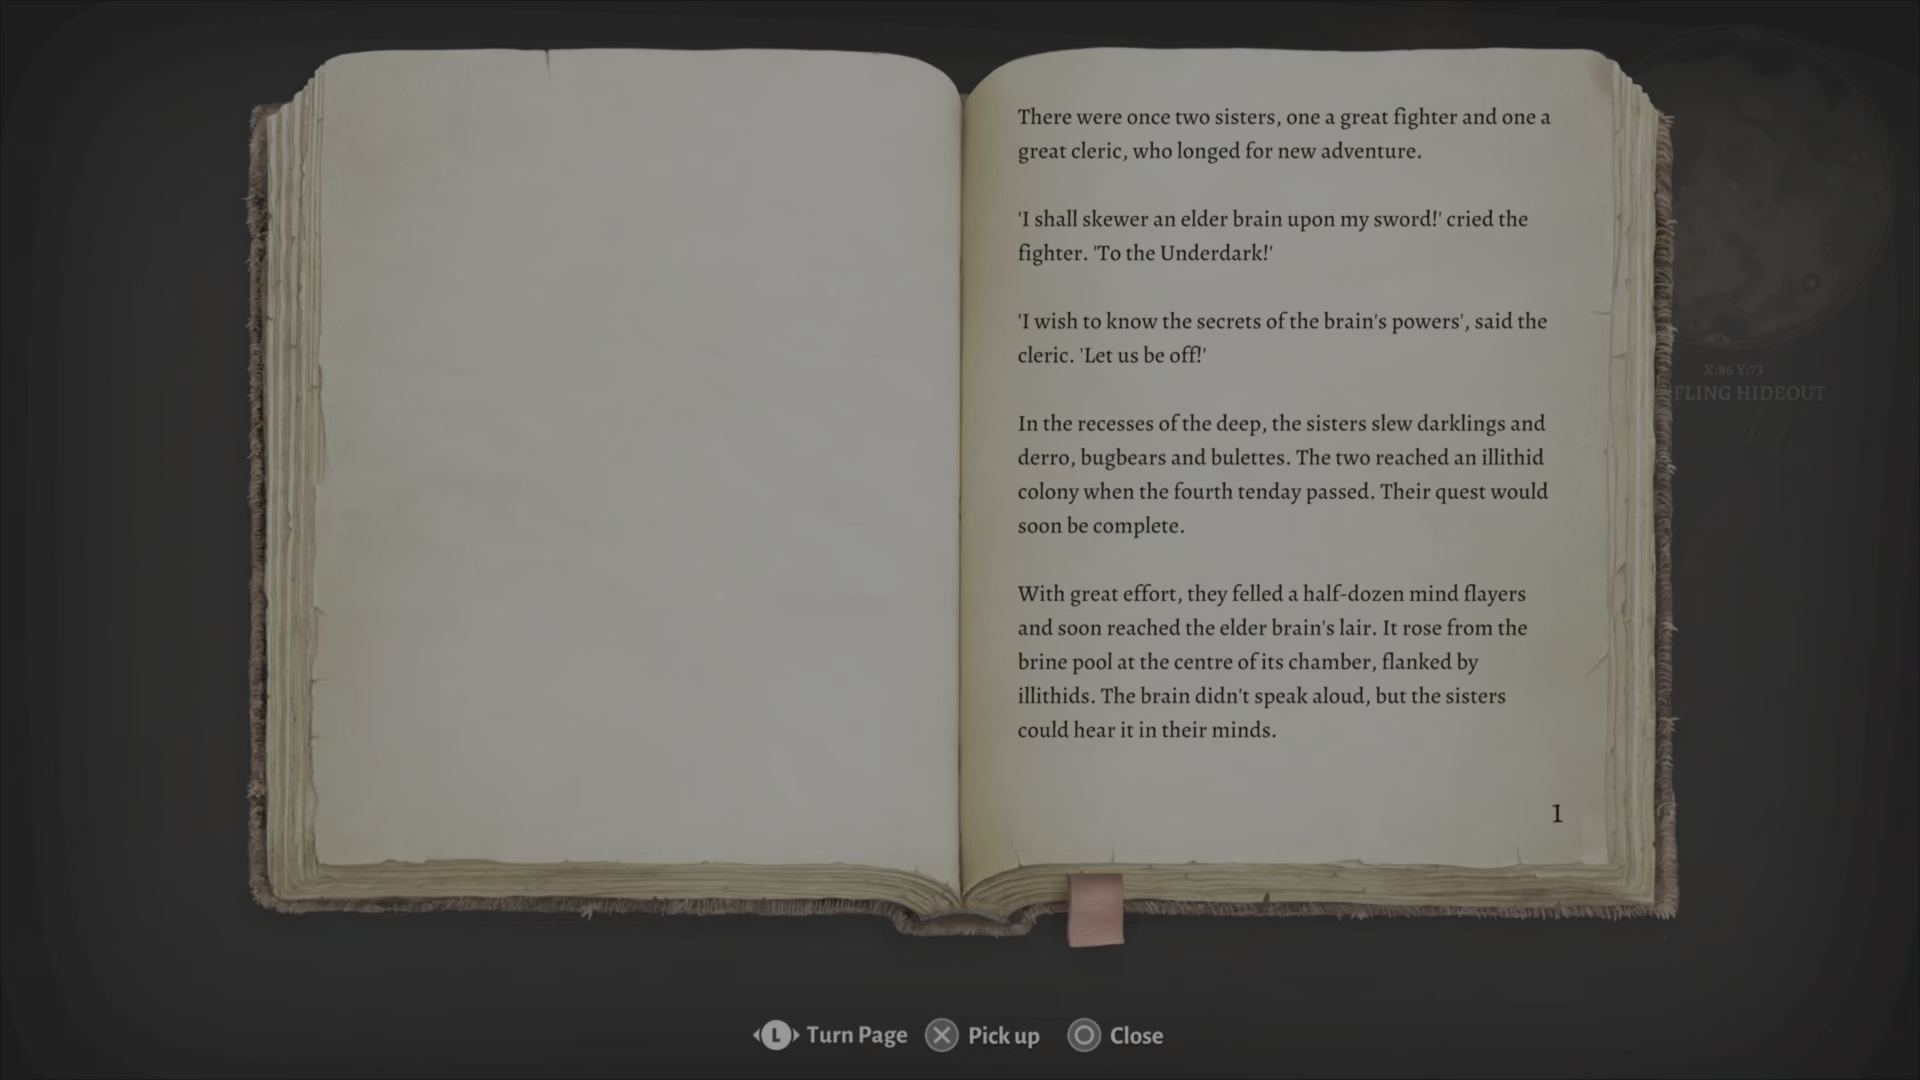 There were once two sisters, one a great fighter and one a
great cleric, who longed for new adventure.
'I shall skewer an elder brain upon my sword!' cried the
fighter. 'To the Underdark!'
'I wish to know the secrets of the brain's powers', said the
cleric. 'Let us be off!'
In the recesses of the deep, the sisters slew darklings and
derro, bugbears and bulettes. The two reached an illithid
colony when the fourth tenday passed. Their quest would
soon be complete.
With great effort, they felled a half-dozen mind flayers
and soon reached the elder brain's lair. It rose from the
brine pool at the centre of its chamber, flanked by
illithids. The brain didn't speak aloud, but the sisters
could hear it in their minds.
1
X:86 Y:73
FLING HIDEOUT
L Turn Page Pick up Close